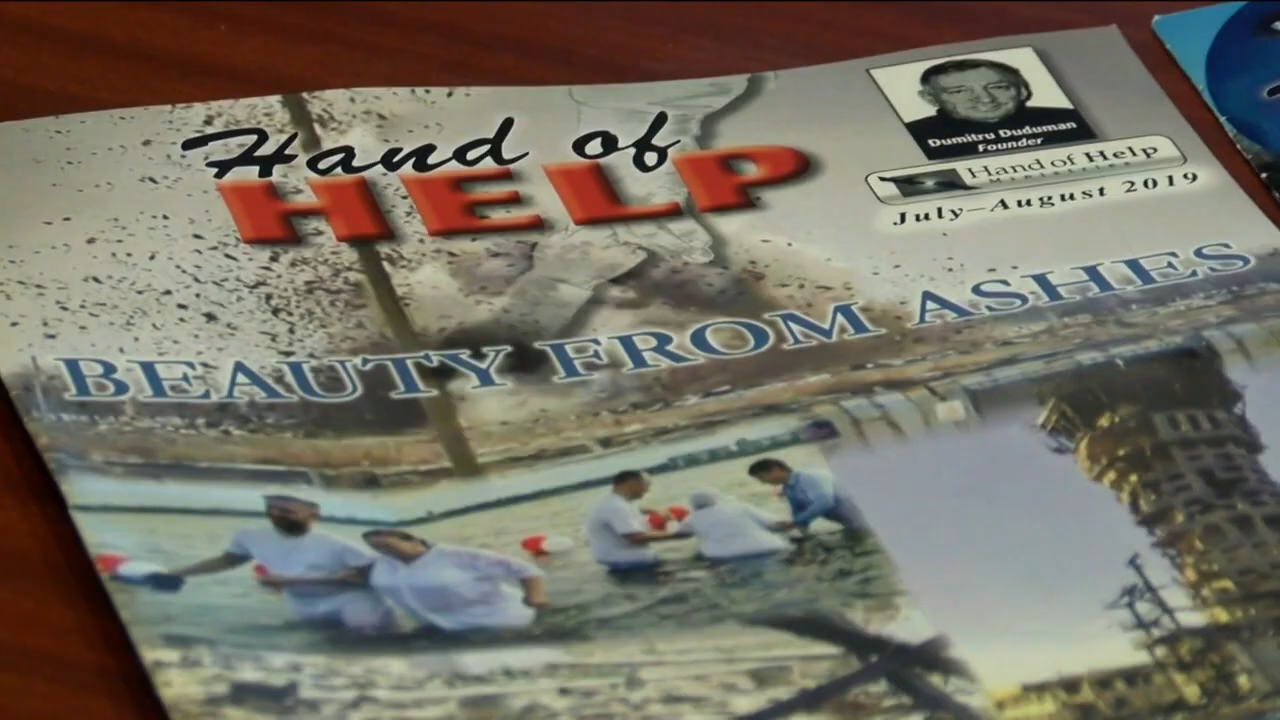 Hand of
HELP
Dumitru Duduman
Founder
Hand of Help
July–August 2019
BEAUTY FROM ASHES